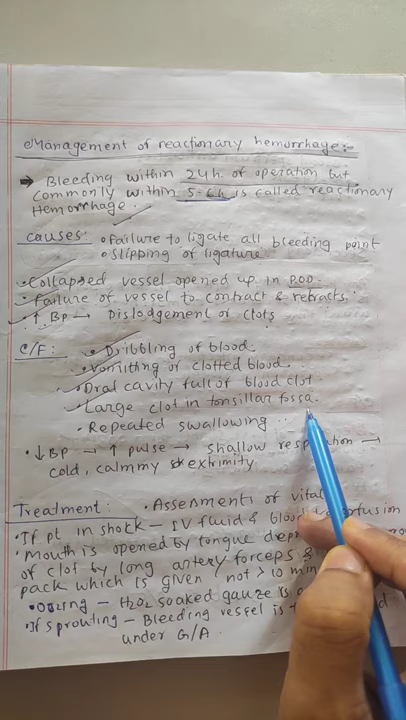 Management of reactionary hemorrhage:-
→ Bleeding within 24h of operation but
commonly within 5-6h is called reactionary
Hemorrhage.
causes: • Failure to ligate all bleeding point
• Slipping of ligature
• Collapsed vessel opened up in POD.
• Failure of vessel to contract & retracts.
• ↑ BP → Dislodgement of clots
C/F: • Dribbling of blood.
• Vomitting of clotted blood.
• Oral cavity full of blood clot
• Large clot in tonsillar fossa.
• Repeated swallowing
• ↓BP → ↑ pulse → shallow →
cold, calmmy extrimity
Treatment: • Assenments of vital
• If pt in shock – IV fluid & blood
• Mouth is opened by tongue
of clot by long artery forceps &
pack which is given not > 10 min
• Oozing – H2O2 soaked gauze is
• If sprouting – Bleeding vessel is
under G/A.